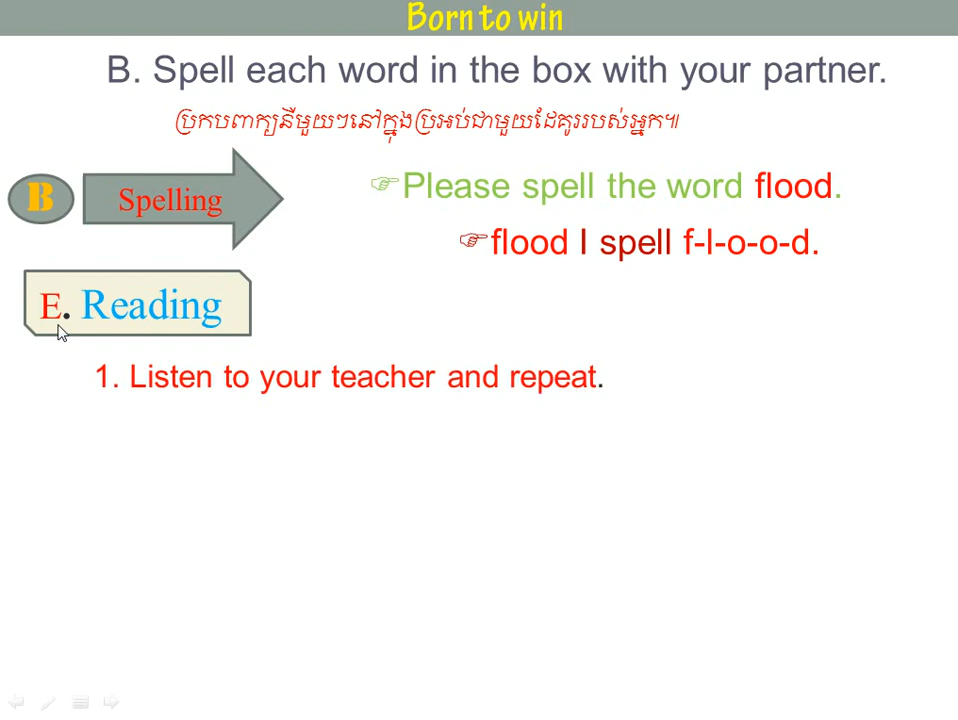 Born to win
B. Spell each word in the box with your partner.
ប្រកបពាក្យនីមួយៗនៅក្នុងប្រអប់ជាមួយដៃគូររបស់អ្នក៕
B
Spelling
☞Please spell the word flood.
☞flood I spell f-l-o-o-d.
E. Reading
1. Listen to your teacher and repeat.